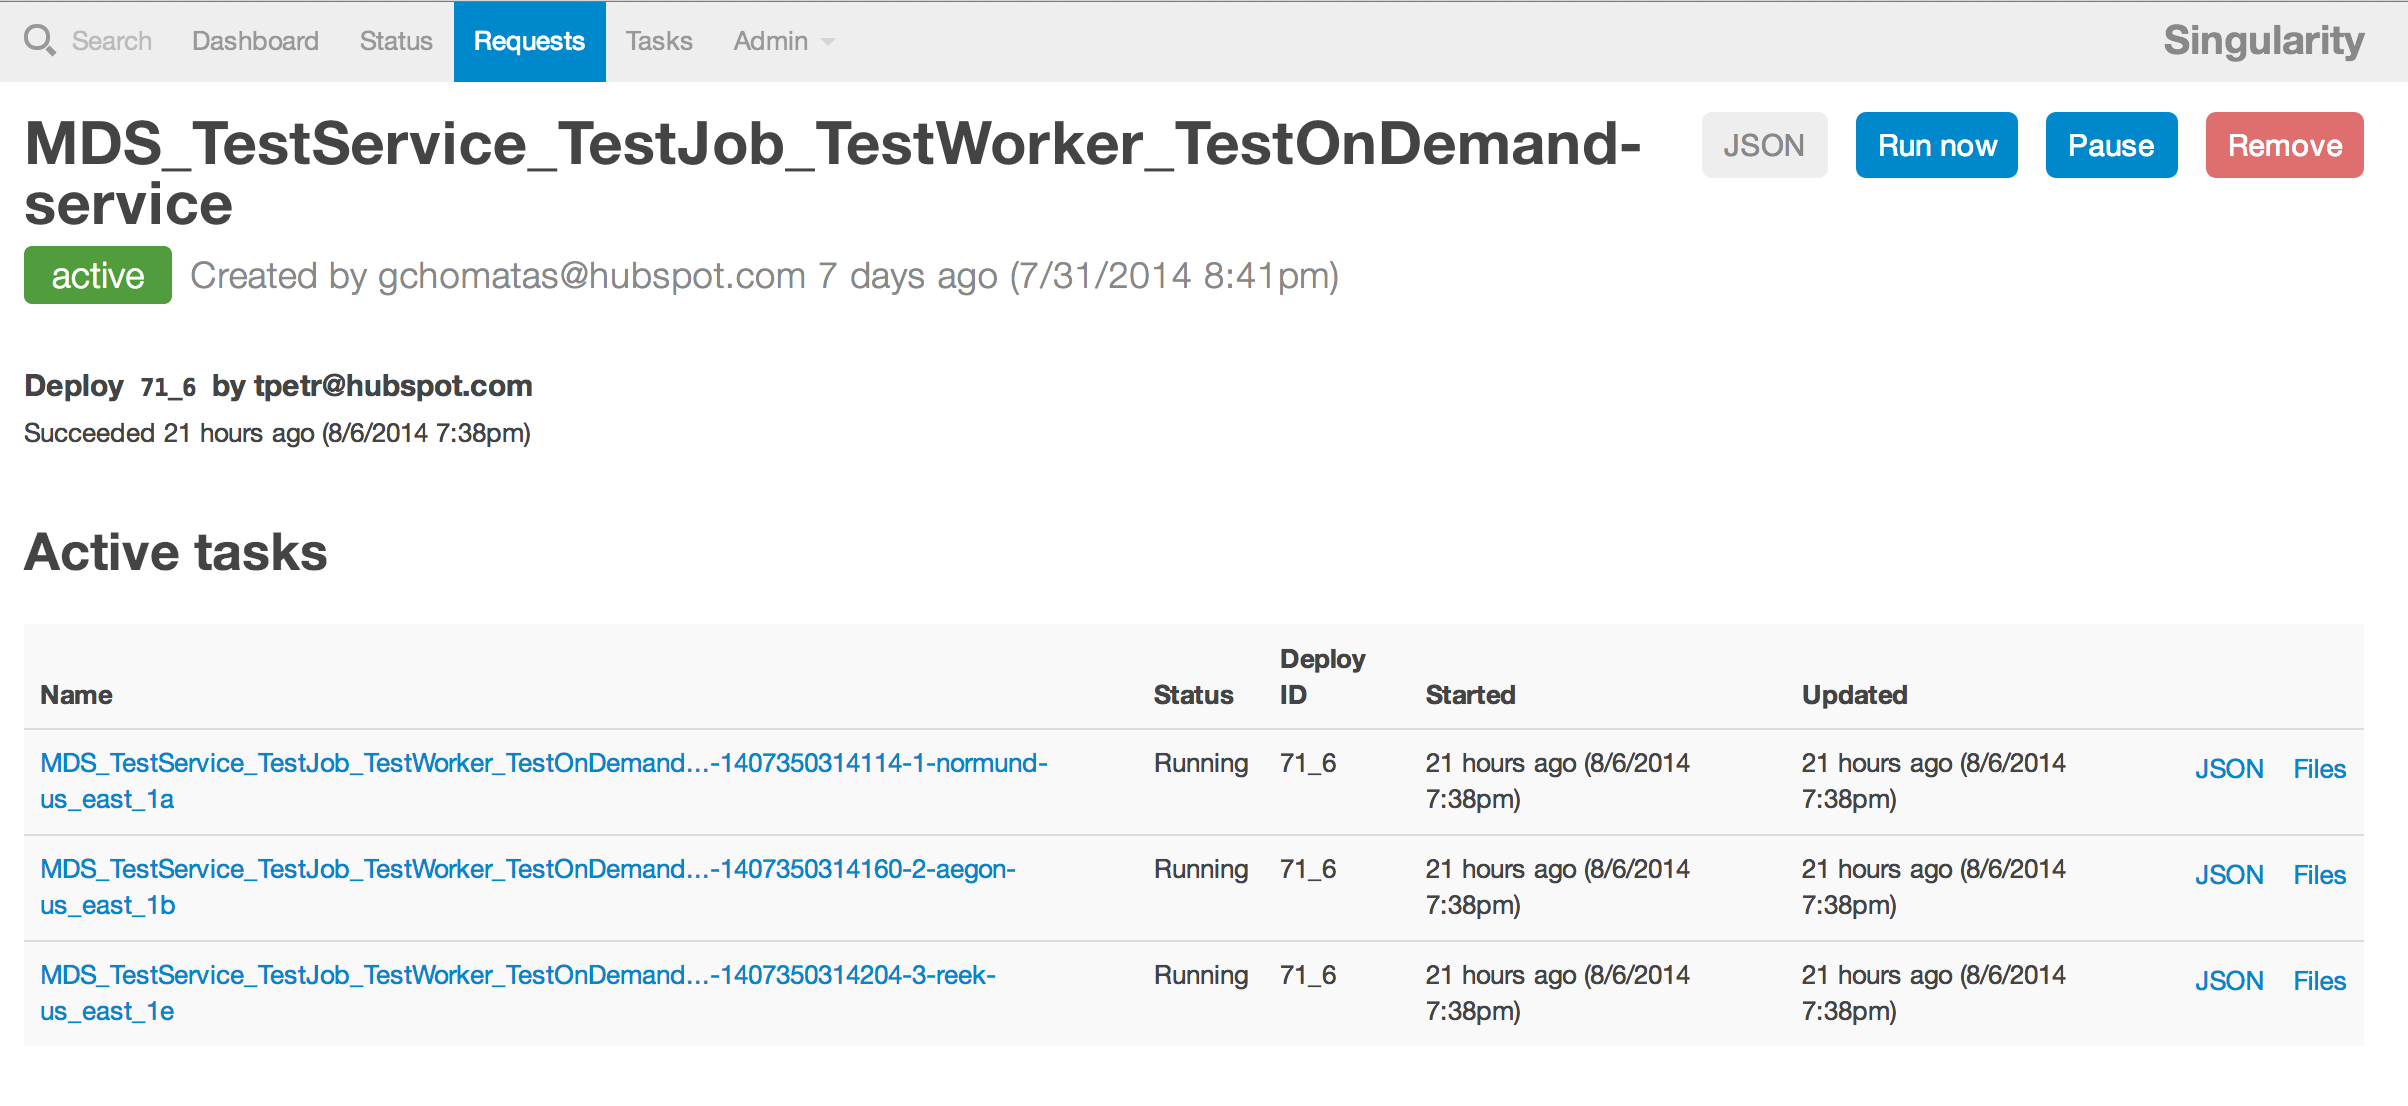 Search Dashboard Status Requests Tasks Admin Singularity
MDS_TestService_TestJob_TestWorker_TestOnDemand-
service
JSON Run now Pause Remove
active Created by gchomatas@hubspot.com 7 days ago (7/31/2014 8:41pm)
Deploy 71_6 by tpetr@hubspot.com
Succeeded 21 hours ago (8/6/2014 7:38pm)
Active tasks
Deploy
Name Status ID Started Updated
MDS_TestService_TestJob_TestWorker_TestOnDemand...-1407350314114-1-normund- Running 71_6 21 hours ago (8/6/2014 21 hours ago (8/6/2014 JSON Files
us_east_1a 7:38pm) 7:38pm)
MDS_TestService_TestJob_TestWorker_TestOnDemand...-1407350314160-2-aegon- Running 71_6 21 hours ago (8/6/2014 21 hours ago (8/6/2014 JSON Files
us_east_1b 7:38pm) 7:38pm)
MDS_TestService_TestJob_TestWorker_TestOnDemand...-1407350314204-3-reek- Running 71_6 21 hours ago (8/6/2014 21 hours ago (8/6/2014 JSON Files
us_east_1e 7:38pm) 7:38pm)